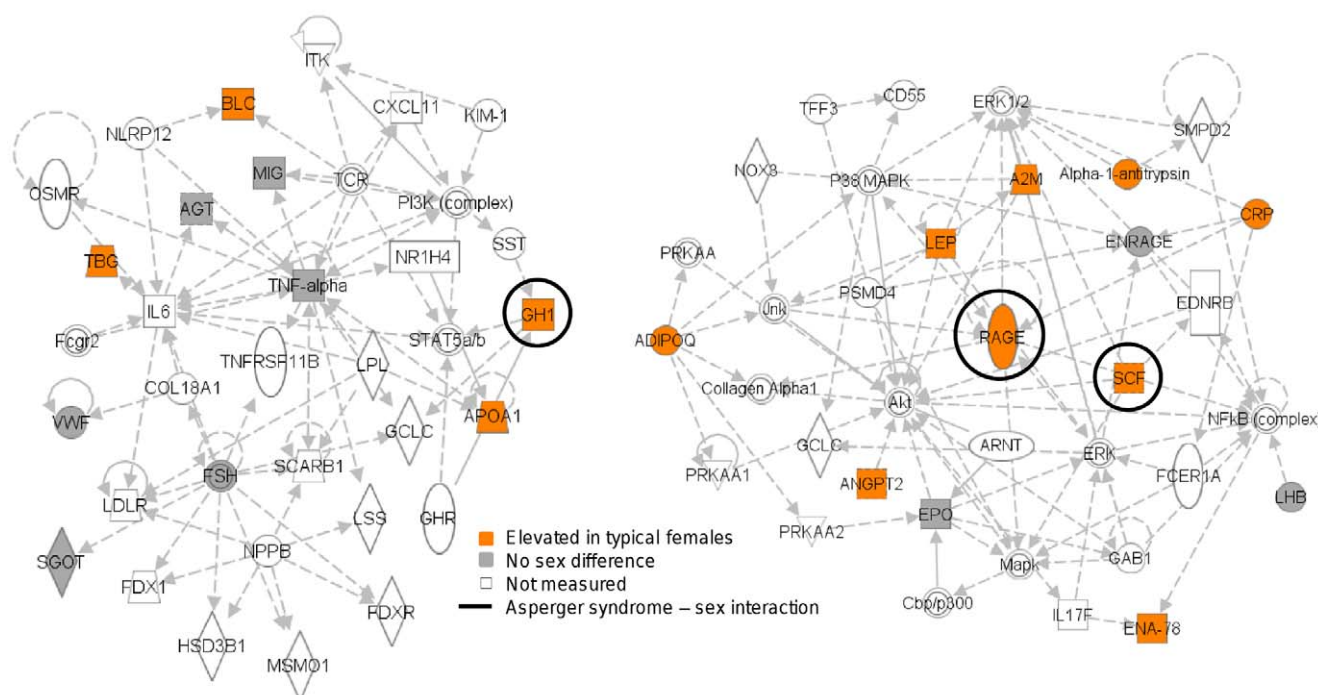 ITK
BLC
CXCL11
KIM-1
NLRP12
MIG
TCR
OSMR
AGT
PI3K (complex)
SST
TBG
NR1H4
TNF-alpha
IL6
GH1
Fcgr2
TNFRSF11B
LPL
STAT5a/b
COL18A1
VWF
APOA1
GCLC
FSH
SCARB1
LDLR
LSS
GHR
SGOT
NPPB
FDX1
FDXR
HSD3B1
MSMO1
Elevated in typical females
No sex difference
Not measured
Asperger syndrome – sex interaction
TFF3
CD55
ERK1/2
SMPD2
NOX3
P38 MAPK
A2M
Alpha-1-antitrypsin
CRP
LEP
ENRAGE
PRKAA
PSMD4
EDNRB
Jnk
ADIPOQ
RAGE
SCF
Collagen Alpha1
Akt
NFkB (complex)
GCLC
ARNT
ERK
PRKAA1
ANGPT2
FCER1A
LHB
EPO
PRKAA2
Mapk
GAB1
Cbp/p300
IL17F
ENA-78